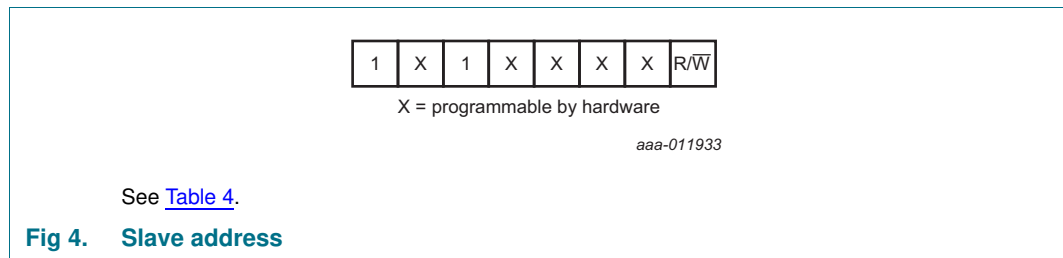 1 X 1 X X X X R/W̅
X = programmable by hardware
aaa-011933
See Table 4.
Fig 4. Slave address